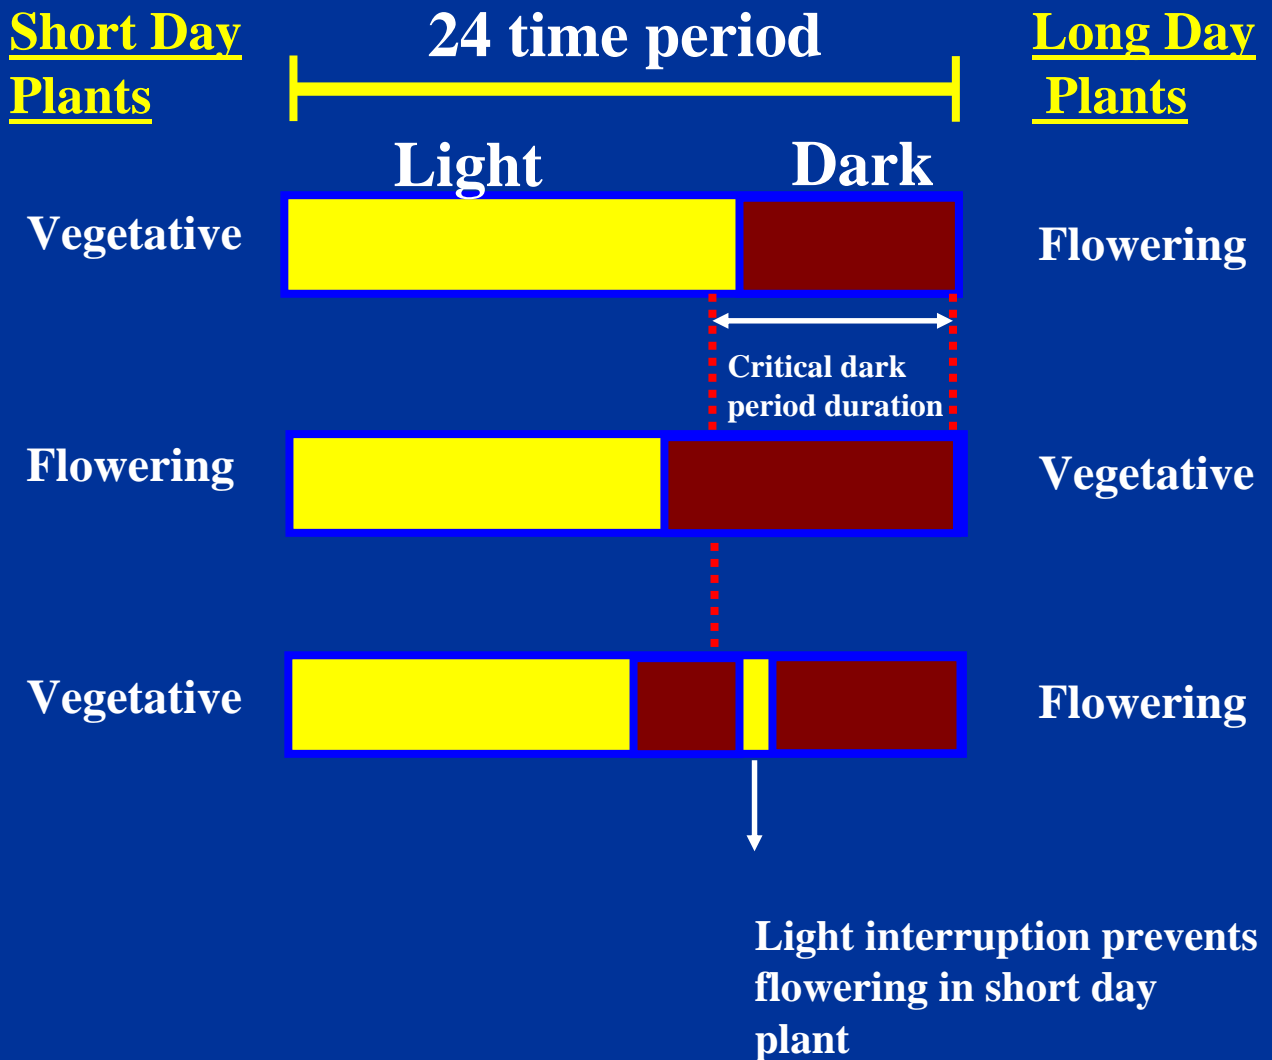 Short Day
Plants
24 time period
Long Day
Plants
Light
Dark
Vegetative
Flowering
Critical dark
period duration
Flowering
Vegetative
Vegetative
Flowering
Light interruption prevents
flowering in short day
plant